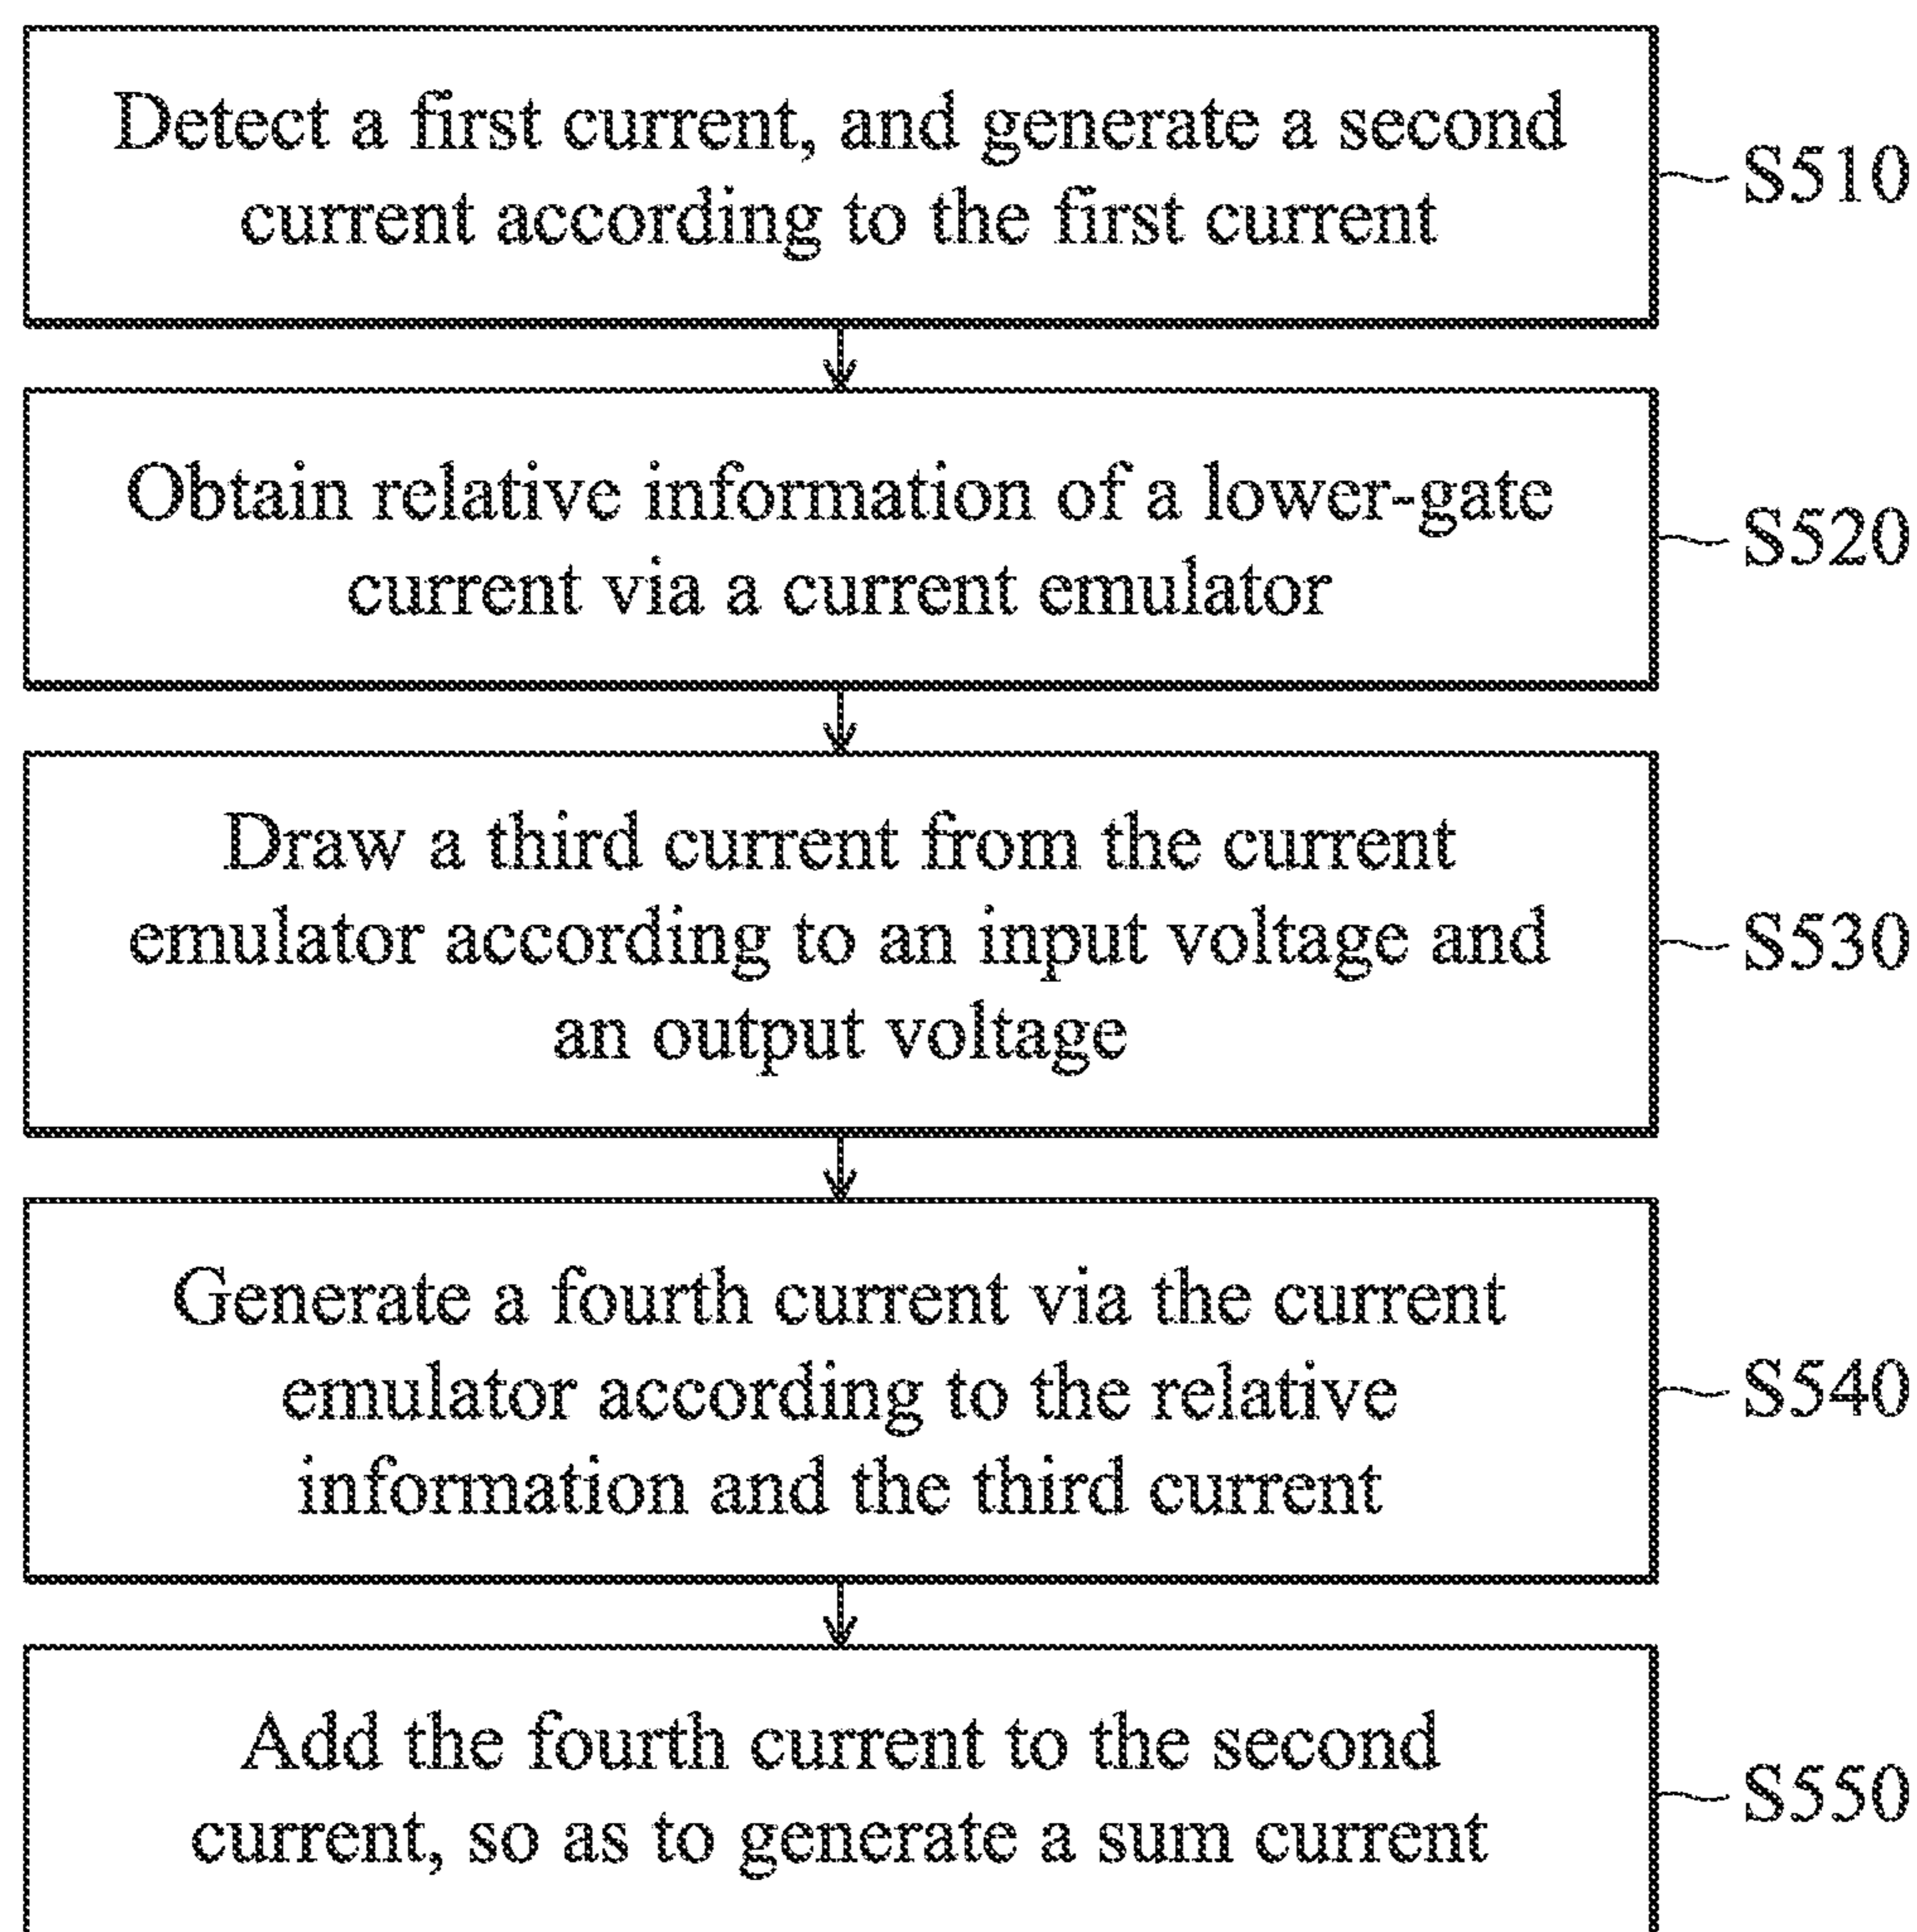 Detect a first current, and generate a second
current according to the first current
S510
Obtain relative information of a lower-gate
current via a current emulator
S520
Draw a third current from the current
emulator according to an input voltage and
an output voltage
S530
Generate a fourth current via the current
emulator according to the relative
information and the third current
S540
Add the fourth current to the second
current, so as to generate a sum current
S550